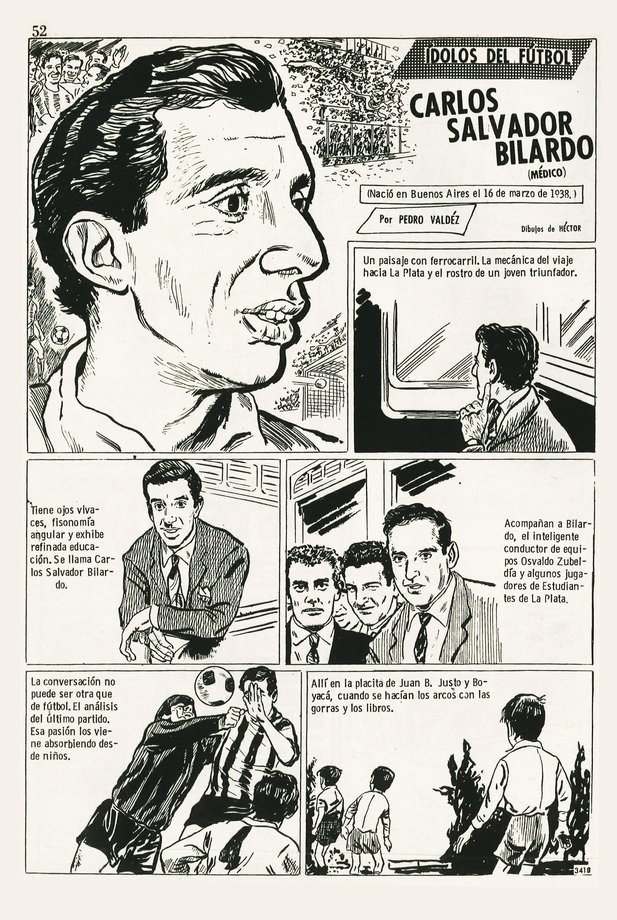 52
ÍDOLOS DEL FÚTBOL
CARLOS
SALVADOR
BILARDO
(MÉDICO)
(Nació en Buenos Aires el 16 de marzo de 1938.)
Por PEDRO VALDÉZ
Dibujos de HÉCTOR
Un paisaje con ferrocarril. La mecánica del viaje
hacia La Plata y el rostro de un joven triunfador.
Tiene ojos viva-
ces, fisonomía
angular y exhibe
refinada educa-
ción. Se llama Car-
los Salvador Bilar-
do.
Acompañan a Bilar-
do, el inteligente
conductor de equi-
pos Osvaldo Zubel-
día y algunos juga-
dores de Estudian-
tes de La Plata.
La conversación no
puede ser otra que
de fútbol. El análisis
del último partido.
Esa pasión los vie-
ne absorbiendo des-
de niños.
Allí en la placita de Juan B. Justo y Bo-
yacá, cuando se hacían los arcos con las
gorras y los libros.
3418